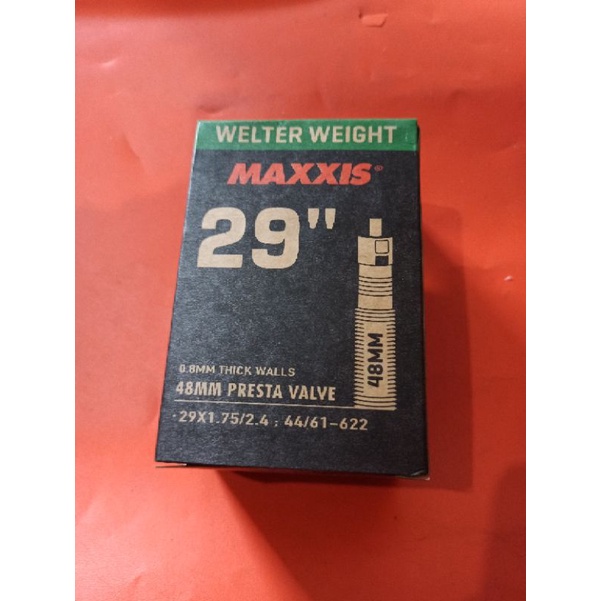 WELTER WEIGHT
MAXXIS®
29"
48MM
0.8MM THICK WALLS
48MM PRESTA VALVE
29X1.75/2.4 : 44/61-622